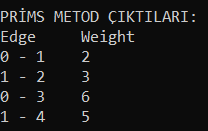 PRİMS METOD ÇIKTILARI:
Edge Weight
0 - 1 2
1 - 2 3
0 - 3 6
1 - 4 5